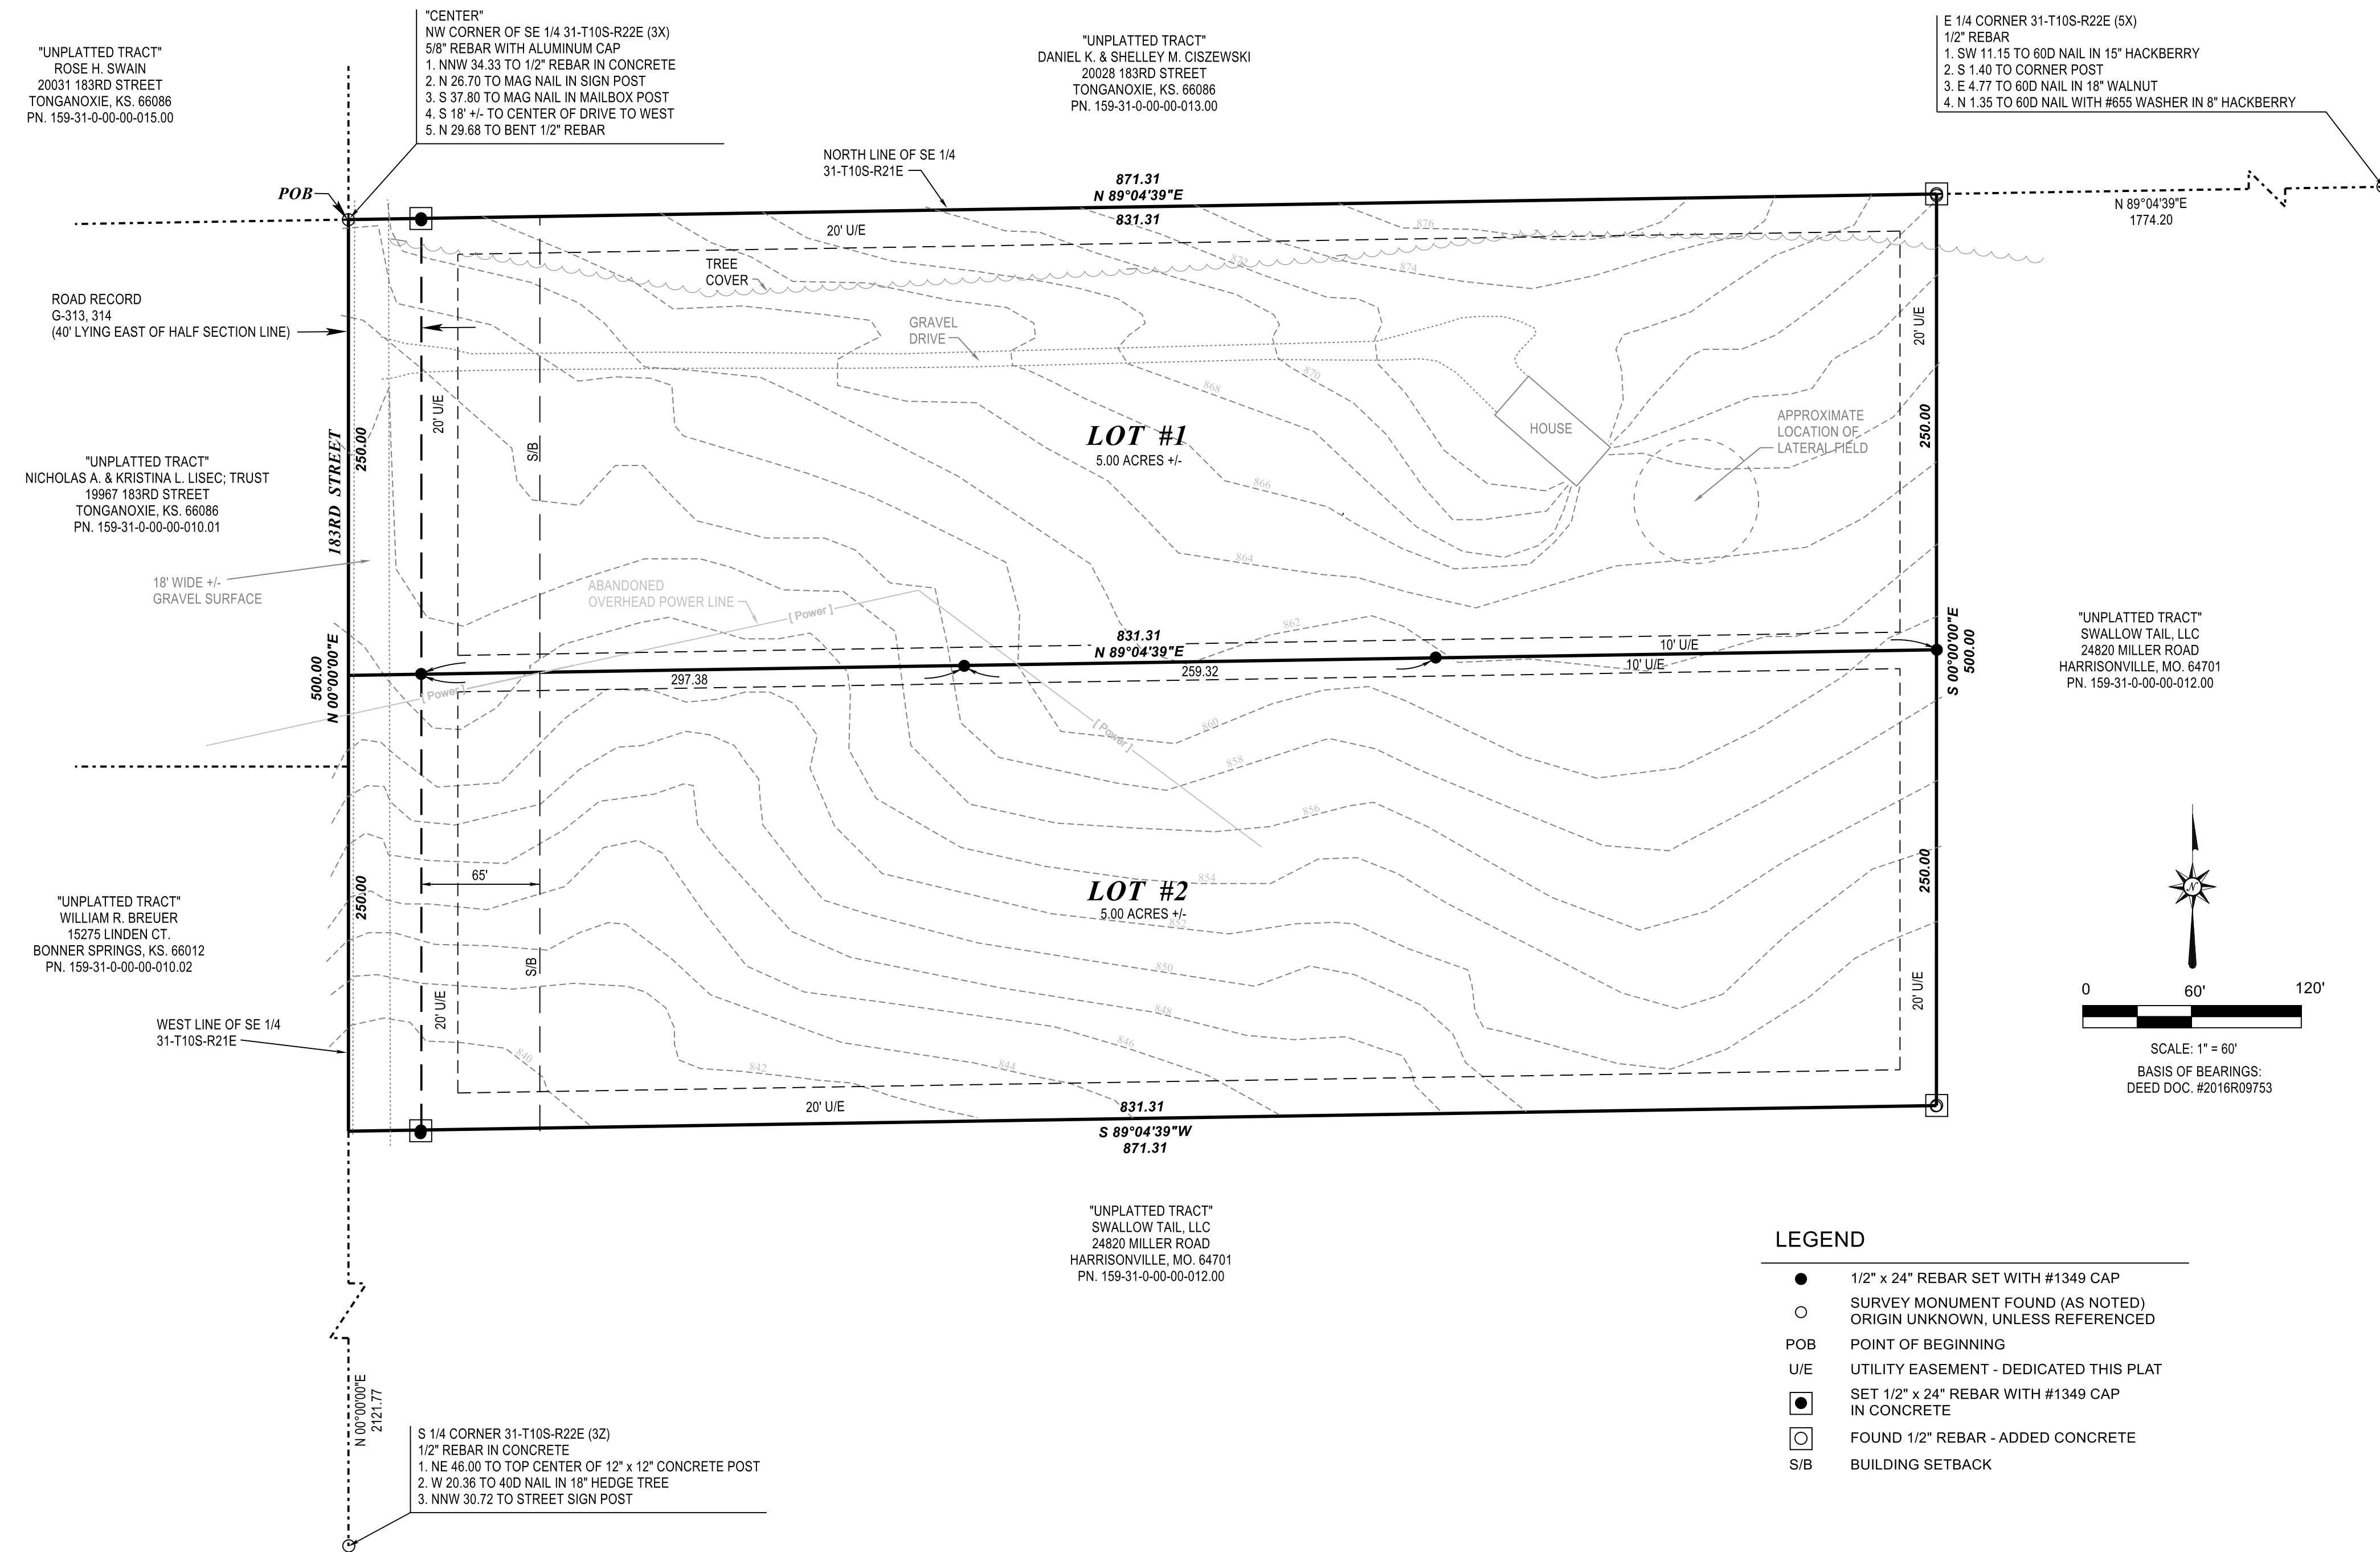 "CENTER"
NW CORNER OF SE 1/4 31-T10S-R22E (3X)
5/8" REBAR WITH ALUMINUM CAP
1. NNW 34.33 TO 1/2" REBAR IN CONCRETE
2. N 26.70 TO MAG NAIL IN SIGN POST
3. S 37.80 TO MAG NAIL IN MAILBOX POST
4. S 18' +/- TO CENTER OF DRIVE TO WEST
5. N 29.68 TO BENT 1/2" REBAR
"UNPLATTED TRACT"
ROSE H. SWAIN
20031 183RD STREET
TONGANOXIE, KS. 66086
PN. 159-31-0-00-00-015.00
"UNPLATTED TRACT"
DANIEL K. & SHELLEY M. CISZEWSKI
20028 183RD STREET
TONGANOXIE, KS. 66086
PN. 159-31-0-00-00-013.00
E 1/4 CORNER 31-T10S-R22E (5X)
1/2" REBAR
1. SW 11.15 TO 60D NAIL IN 15" HACKBERRY
2. S 1.40 TO CORNER POST
3. E 4.77 TO 60D NAIL IN 18" WALNUT
4. N 1.35 TO 60D NAIL WITH #655 WASHER IN 8" HACKBERRY
NORTH LINE OF SE 1/4
31-T10S-R21E
POB
871.31
N 89°04'39"E
831.31
N 89°04'39"E
1774.20
20' U/E
876
872
874
TREE
COVER
ROAD RECORD
G-313, 314
(40' LYING EAST OF HALF SECTION LINE)
GRAVEL
DRIVE
20' U/E
20' U/E
868
870
S/B
250.00
183RD STREET
LOT #1
5.00 ACRES +/-
HOUSE
APPROXIMATE
LOCATION OF
LATERAL FIELD
250.00
"UNPLATTED TRACT"
NICHOLAS A. & KRISTINA L. LISEC; TRUST
19967 183RD STREET
TONGANOXIE, KS. 66086
PN. 159-31-0-00-00-010.01
866
864
18' WIDE +/-
GRAVEL SURFACE
ABANDONED
OVERHEAD POWER LINE
[ Power ]
862
831.31
N 89°04'39"E
10' U/E
10' U/E
297.38
259.32
500.00
N 00°00'00"E
[ Power ]
S 00°00'00"E
500.00
"UNPLATTED TRACT"
SWALLOW TAIL, LLC
24820 MILLER ROAD
HARRISONVILLE, MO. 64701
PN. 159-31-0-00-00-012.00
[ Power ]
860
858
856
65'
854
LOT #2
5.00 ACRES +/-
852
250.00
250.00
"UNPLATTED TRACT"
WILLIAM R. BREUER
15275 LINDEN CT.
BONNER SPRINGS, KS. 66012
PN. 159-31-0-00-00-010.02
S/B
850
848
846
844
842
840
20' U/E
20' U/E
N
0 60' 120'
SCALE: 1" = 60'
BASIS OF BEARINGS:
DEED DOC. #2016R09753
WEST LINE OF SE 1/4
31-T10S-R21E
20' U/E
831.31
S 89°04'39"W
871.31
"UNPLATTED TRACT"
SWALLOW TAIL, LLC
24820 MILLER ROAD
HARRISONVILLE, MO. 64701
PN. 159-31-0-00-00-012.00
LEGEND
1/2" x 24" REBAR SET WITH #1349 CAP
SURVEY MONUMENT FOUND (AS NOTED)
ORIGIN UNKNOWN, UNLESS REFERENCED
POB POINT OF BEGINNING
U/E UTILITY EASEMENT - DEDICATED THIS PLAT
SET 1/2" x 24" REBAR WITH #1349 CAP
IN CONCRETE
FOUND 1/2" REBAR - ADDED CONCRETE
S/B BUILDING SETBACK
N 00°00'00"E
2121.77
S 1/4 CORNER 31-T10S-R22E (3Z)
1/2" REBAR IN CONCRETE
1. NE 46.00 TO TOP CENTER OF 12" x 12" CONCRETE POST
2. W 20.36 TO 40D NAIL IN 18" HEDGE TREE
3. NNW 30.72 TO STREET SIGN POST